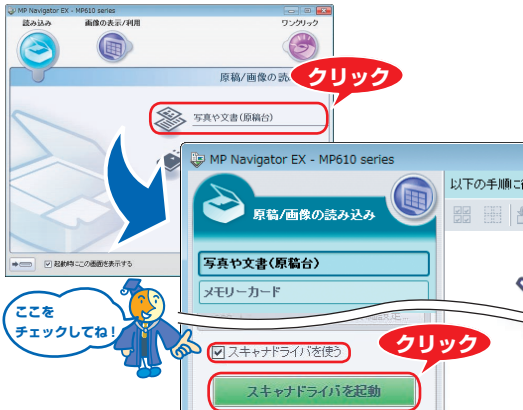 MP Navigator EX - MP610 series
読み込み
画像の表示/利用
ワンクリック
原稿/画像の読
クリック
写真や文書(原稿台)
起動時にこの画面を表示する
MP Navigator EX - MP610 series
以下の手順に
原稿/画像の読み込み
写真や文書(原稿台)
メモリーカード
ここを
チェックしてね!
スキャナドライバを使う
クリック
スキャナドライバを起動